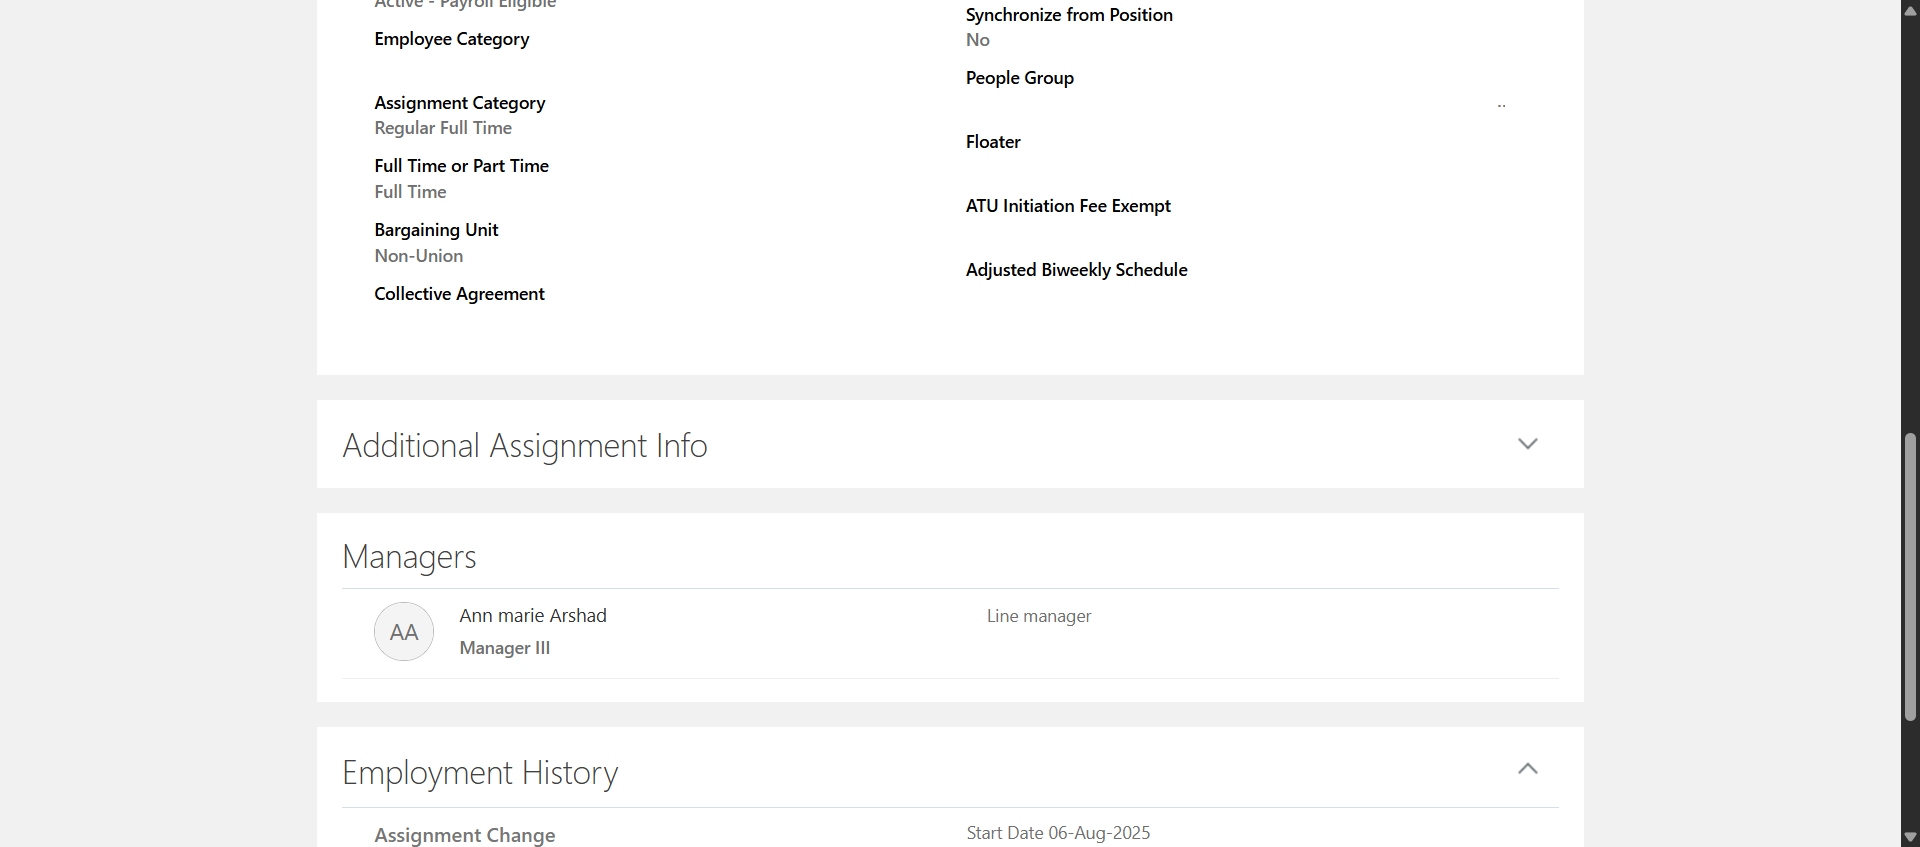 Active - Payroll Eligible
Employee Category
Assignment Category
Regular Full Time
Full Time or Part Time
Full Time
Bargaining Unit
Non-Union
Collective Agreement
Synchronize from Position
No
People Group
..
Floater
ATU Initiation Fee Exempt
Adjusted Biweekly Schedule
Additional Assignment Info
Managers
AA
Ann marie Arshad
Manager III
Line manager
Employment History
Assignment Change
Start Date 06-Aug-2025